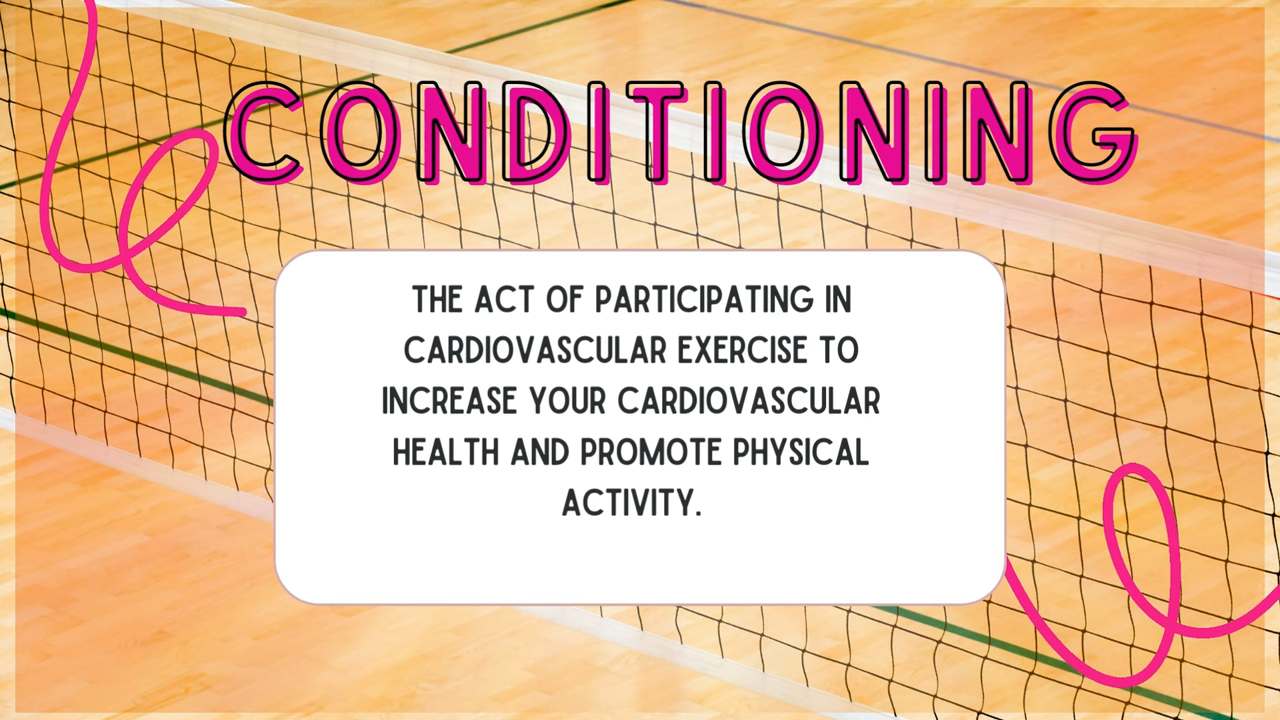 CONDITIONING
THE ACT OF PARTICIPATING IN
CARDIOVASCULAR EXERCISE TO
INCREASE YOUR CARDIOVASCULAR
HEALTH AND PROMOTE PHYSICAL
ACTIVITY.